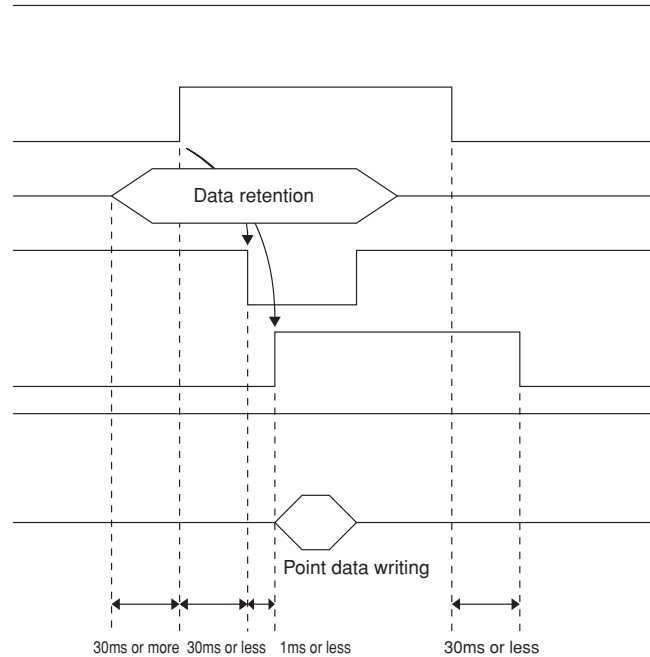 Data retention
Point data writing
30ms or more 30ms or less 1ms or less 30ms or less